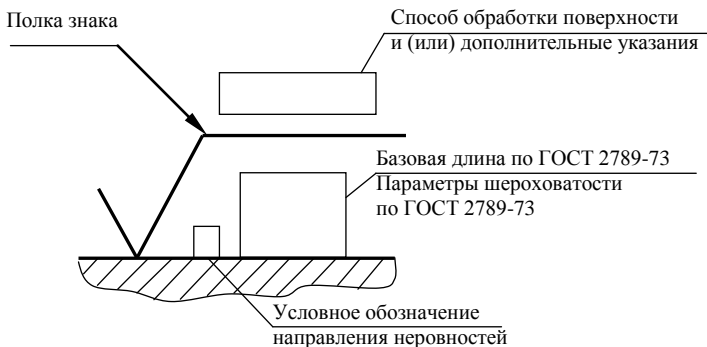 Полка знака
Способ обработки поверхности
и (или) дополнительные указания
Базовая длина по ГОСТ 2789-73
Параметры шероховатости
по ГОСТ 2789-73
Условное обозначение
направления неровностей